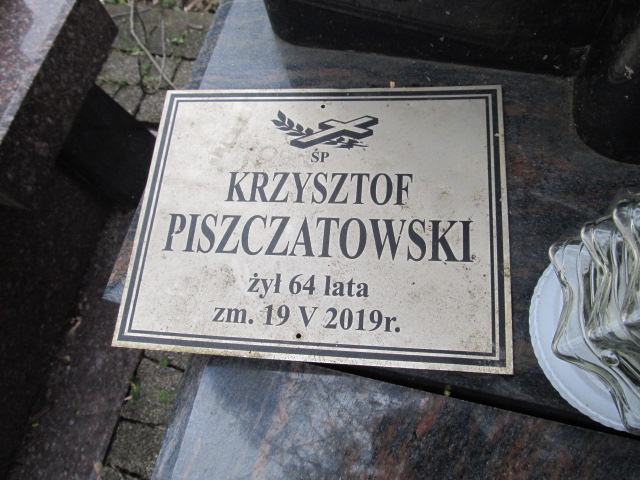 ŚP
KRZYSZTOF
PISZCZATOWSKI
żył 64 lata
zm. 19 V 2019r.